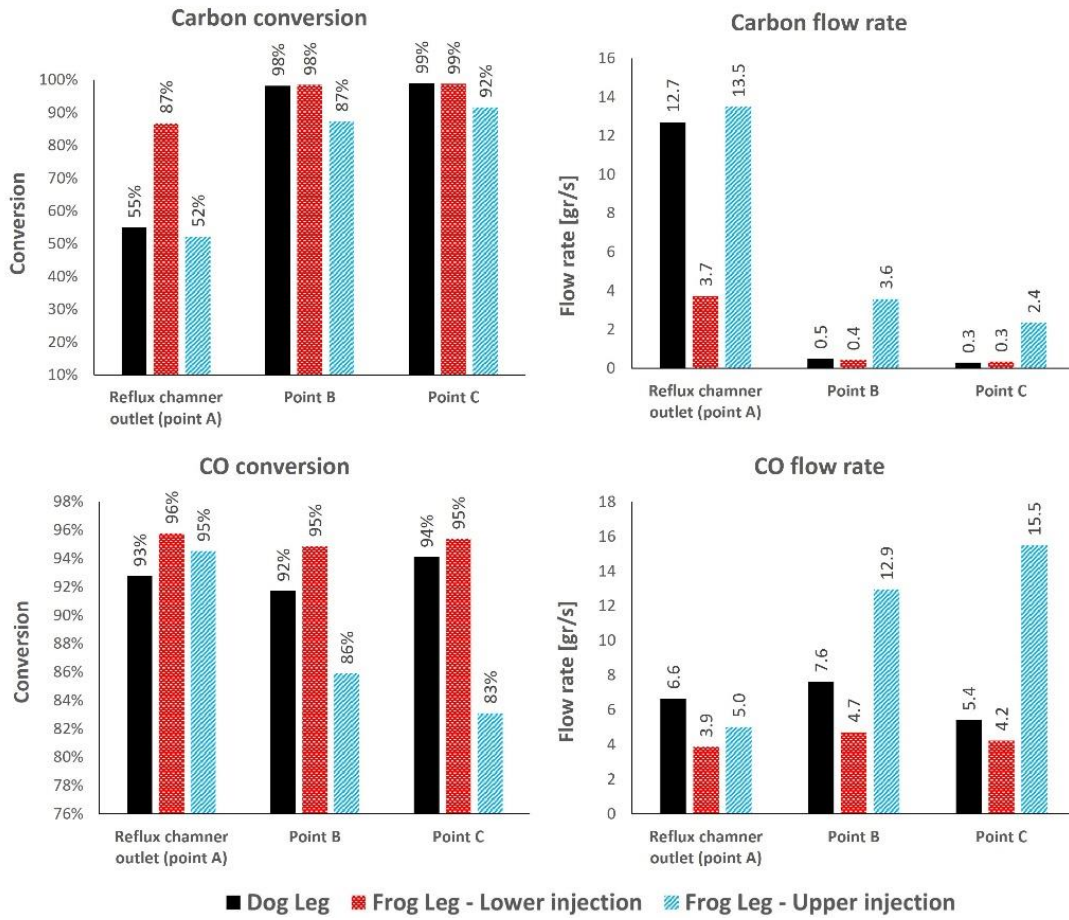 Carbon conversion
Conversion
100%
90%
80%
70%
60%
50%
40%
30%
20%
10%
55%
87%
52%
98%
98%
87%
99%
99%
92%
Reflux chamner
outlet (point A)
Point B
Point C
Carbon flow rate
Flow rate [gr/s]
16
14
12
10
8
6
4
2
0
12.7
3.7
13.5
0.5
0.4
3.6
0.3
0.3
2.4
Reflux chamner
outlet (point A)
Point B
Point C
CO conversion
Conversion
98%
96%
94%
92%
90%
88%
86%
84%
82%
80%
78%
76%
93%
96%
95%
92%
95%
86%
94%
95%
83%
Reflux chamner
outlet (point A)
Point B
Point C
CO flow rate
Flow rate [gr/s]
18
16
14
12
10
8
6
4
2
0
6.6
3.9
5.0
7.6
4.7
12.9
5.4
4.2
15.5
Reflux chamner
outlet (point A)
Point B
Point C
Dog Leg
Frog Leg - Lower injection
Frog Leg - Upper injection